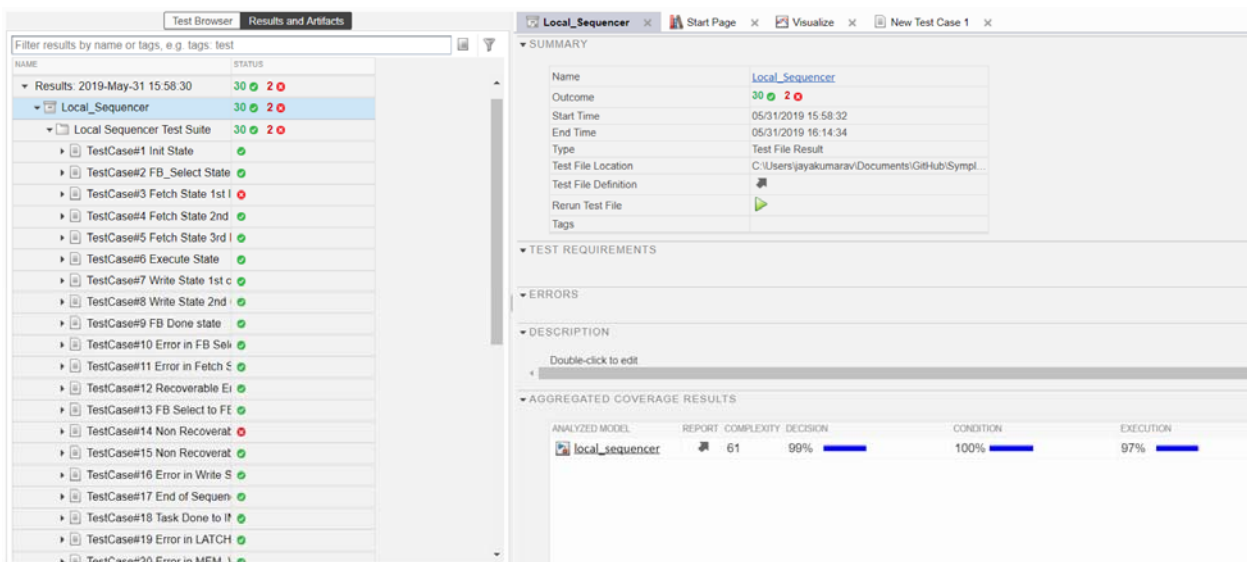 Test Browser Results and Artifacts
Filter results by name or tags, e.g. tags: test
NAME STATUS
Results: 2019-May-31 15:58:30 30 2
Local_Sequencer 30 2
Local Sequencer Test Suite 30 2
TestCase#1 Init State
TestCase#2 FB_Select State
TestCase#3 Fetch State 1st
TestCase#4 Fetch State 2nd
TestCase#5 Fetch State 3rd
TestCase#6 Execute State
TestCase#7 Write State 1st c
TestCase#8 Write State 2nd
TestCase#9 FB Done state
TestCase#10 Error in FB Sel
TestCase#11 Error in Fetch S
TestCase#12 Recoverable E
TestCase#13 FB Select to
TestCase#14 Non Recoverat
TestCase#15 Non Recoverat
TestCase#16 Error in Write S
TestCase#17 End of Sequen
TestCase#18 Task Done to
TestCase#19 Error in LATCH
TestCase#20 Error in MEM
Local_Sequencer Start Page Visualize New Test Case 1
SUMMARY
Name Local_Sequencer
Outcome 30 2
Start Time 05/31/2019 15:58:32
End Time 05/31/2019 16:14:34
Type Test File Result
Test File Location C:\Users\jayakumarav\Documents\GitHub\Sympl...
Test File Definition
Rerun Test File
Tags
TEST REQUIREMENTS
ERRORS
DESCRIPTION
Double-click to edit
AGGREGATED COVERAGE RESULTS
ANALYZED MODEL REPORT COMPLEXITY DECISION CONDITION EXECUTION
local_sequencer 61 99% 100% 97%